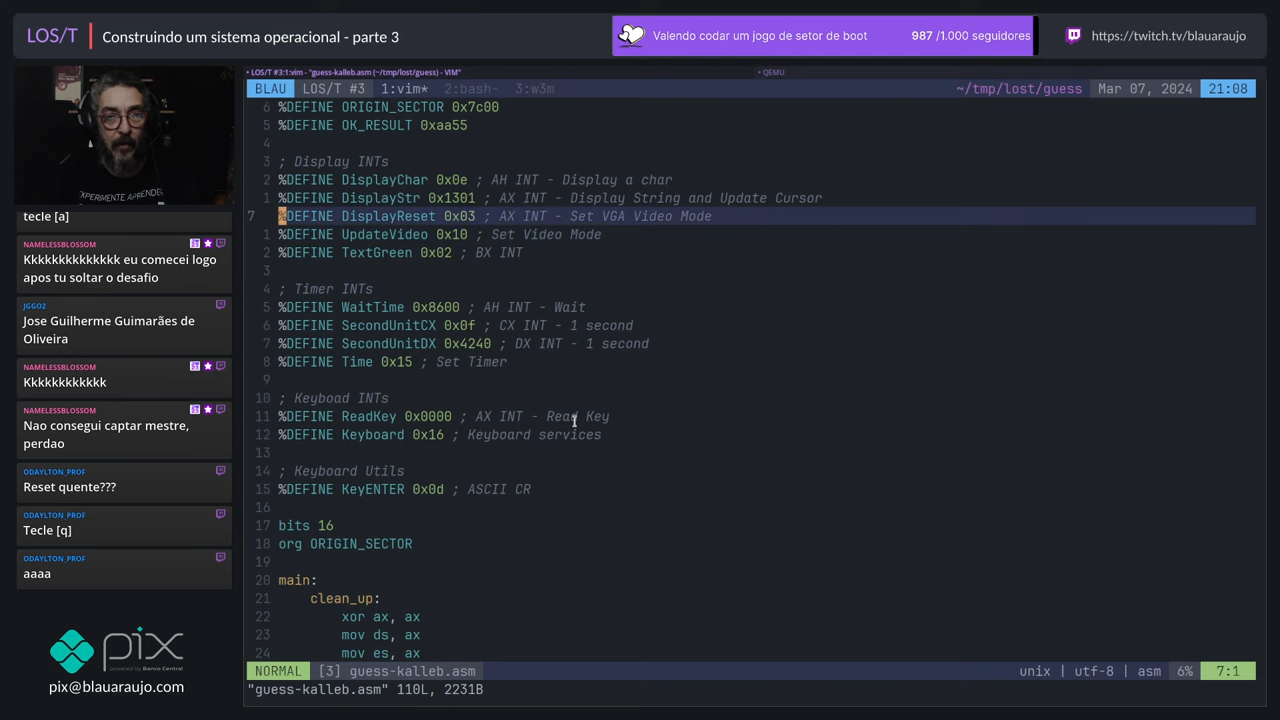 LOS/T
Construindo um sistema operacional - parte 3
Valendo codar um jogo de setor de boot
987 /1.000 seguidores
https://twitch.tv/blauaraujo
EXPERIMENTE APRENDER
tecle [a]
NAMELESSBLOSSOM
Kkkkkkkkkkkkk eu comecei logo
apos tu soltar o desafio
JGGO2
Jose Guilherme Guimarães de
Oliveira
NAMELESSBLOSSOM
Kkkkkkkkkkk
NAMELESSBLOSSOM
Nao consegui captar mestre,
perdao
ODAYLTON_PROF
Reset quente???
ODAYLTON_PROF
Tecle [q]
ODAYLTON_PROF
aaaa
pix
powered by Banco Central
pix@blauaraujo.com
• LOS/T #3:1:vim - "guess-kalleb.asm (~/tmp/lost/guess) - VIM"
• QEMU
BLAU LOS/T #3 1:vim* 2:bash- 3:w3m ~/tmp/lost/guess Mar 07, 2024 21:08
6 %DEFINE ORIGIN_SECTOR 0x7c00
5 %DEFINE OK_RESULT 0xaa55
4
3 ; Display INTs
2 %DEFINE DisplayChar 0x0e ; AH INT - Display a char
1 %DEFINE DisplayStr 0x1301 ; AX INT - Display String and Update Cursor
7 %DEFINE DisplayReset 0x03 ; AX INT - Set VGA Video Mode
1 %DEFINE UpdateVideo 0x10 ; Set Video Mode
2 %DEFINE TextGreen 0x02 ; BX INT
3
4 ; Timer INTs
5 %DEFINE WaitTime 0x8600 ; AH INT - Wait
6 %DEFINE SecondUnitCX 0x0f ; CX INT - 1 second
7 %DEFINE SecondUnitDX 0x4240 ; DX INT - 1 second
8 %DEFINE Time 0x15 ; Set Timer
9
10 ; Keyboad INTs
11 %DEFINE ReadKey 0x0000 ; AX INT - Read Key
12 %DEFINE Keyboard 0x16 ; Keyboard services
13
14 ; Keyboard Utils
15 %DEFINE KeyENTER 0x0d ; ASCII CR
16
17 bits 16
18 org ORIGIN_SECTOR
19
20 main:
21 clean_up:
22 xor ax, ax
23 mov ds, ax
24 mov es, ax
NORMAL [3] guess-kalleb.asm unix | utf-8 | asm 6% 7:1
"guess-kalleb.asm" 110L, 2231B